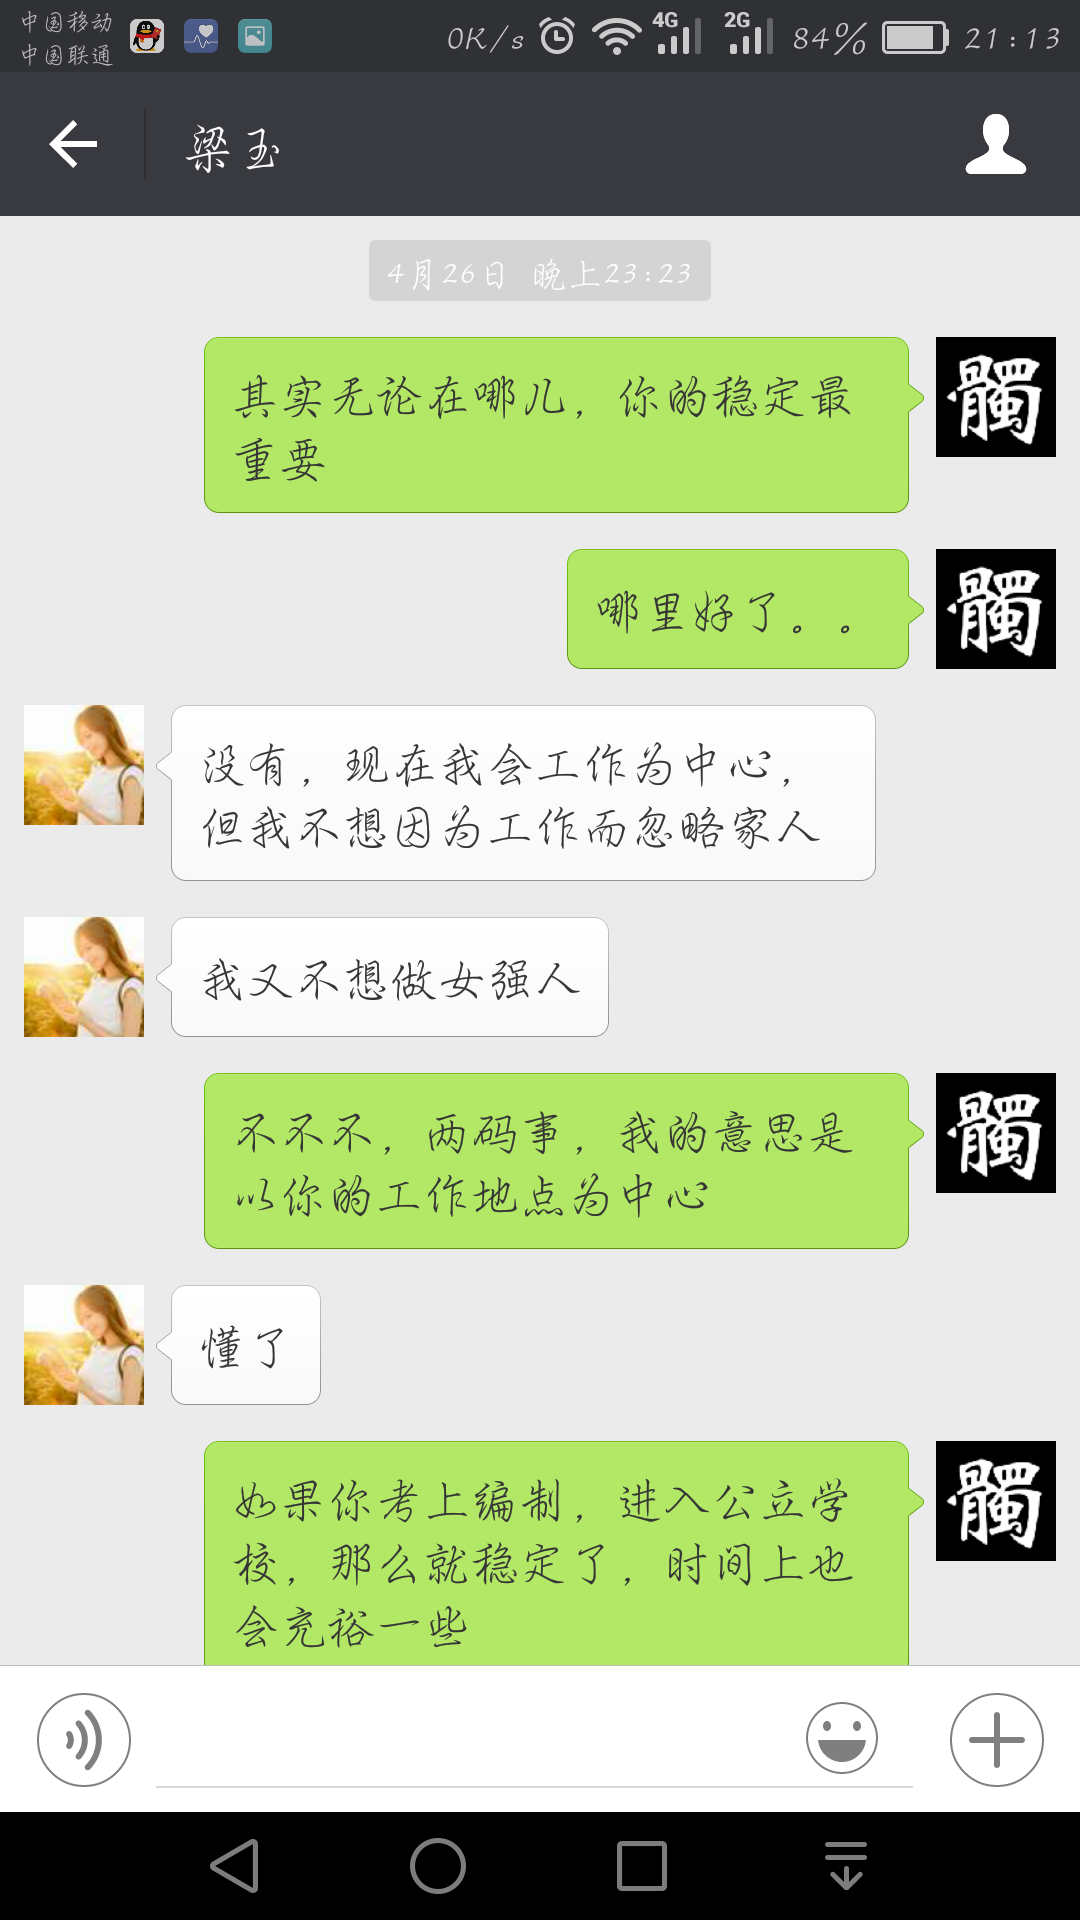 中国移动
中国联通
0K/s
4G
2G
84%
21:13
梁玉
4月26日 晚上23:23
其实无论在哪儿，你的稳定最
重要
髑
哪里好了。。
髑
没有，现在我会工作为中心，
但我不想因为工作而忽略家人
我又不想做女强人
不不不，两码事，我的意思是
以你的工作地点为中心
髑
懂了
如果你考上编制，进入公立学
校，那么就稳定了，时间上也
会充裕一些
髑